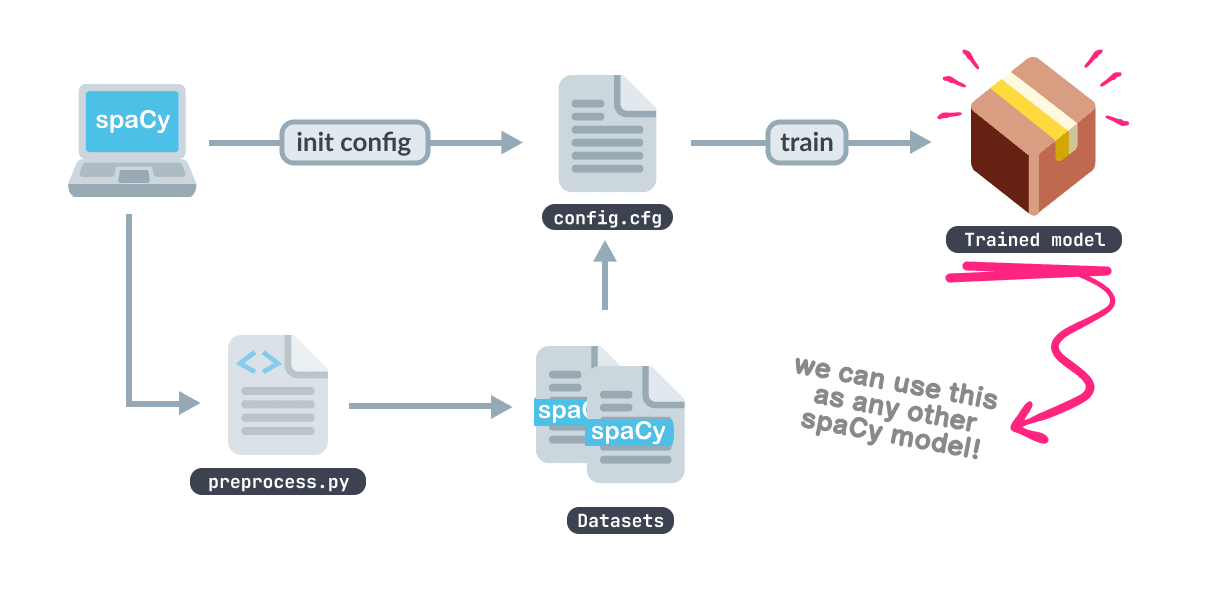 spaCy
init config
config.cfg
train
Trained model
<>
preprocess.py
spaC
spaCy
Datasets
we can use this
as any other
spaCy model!